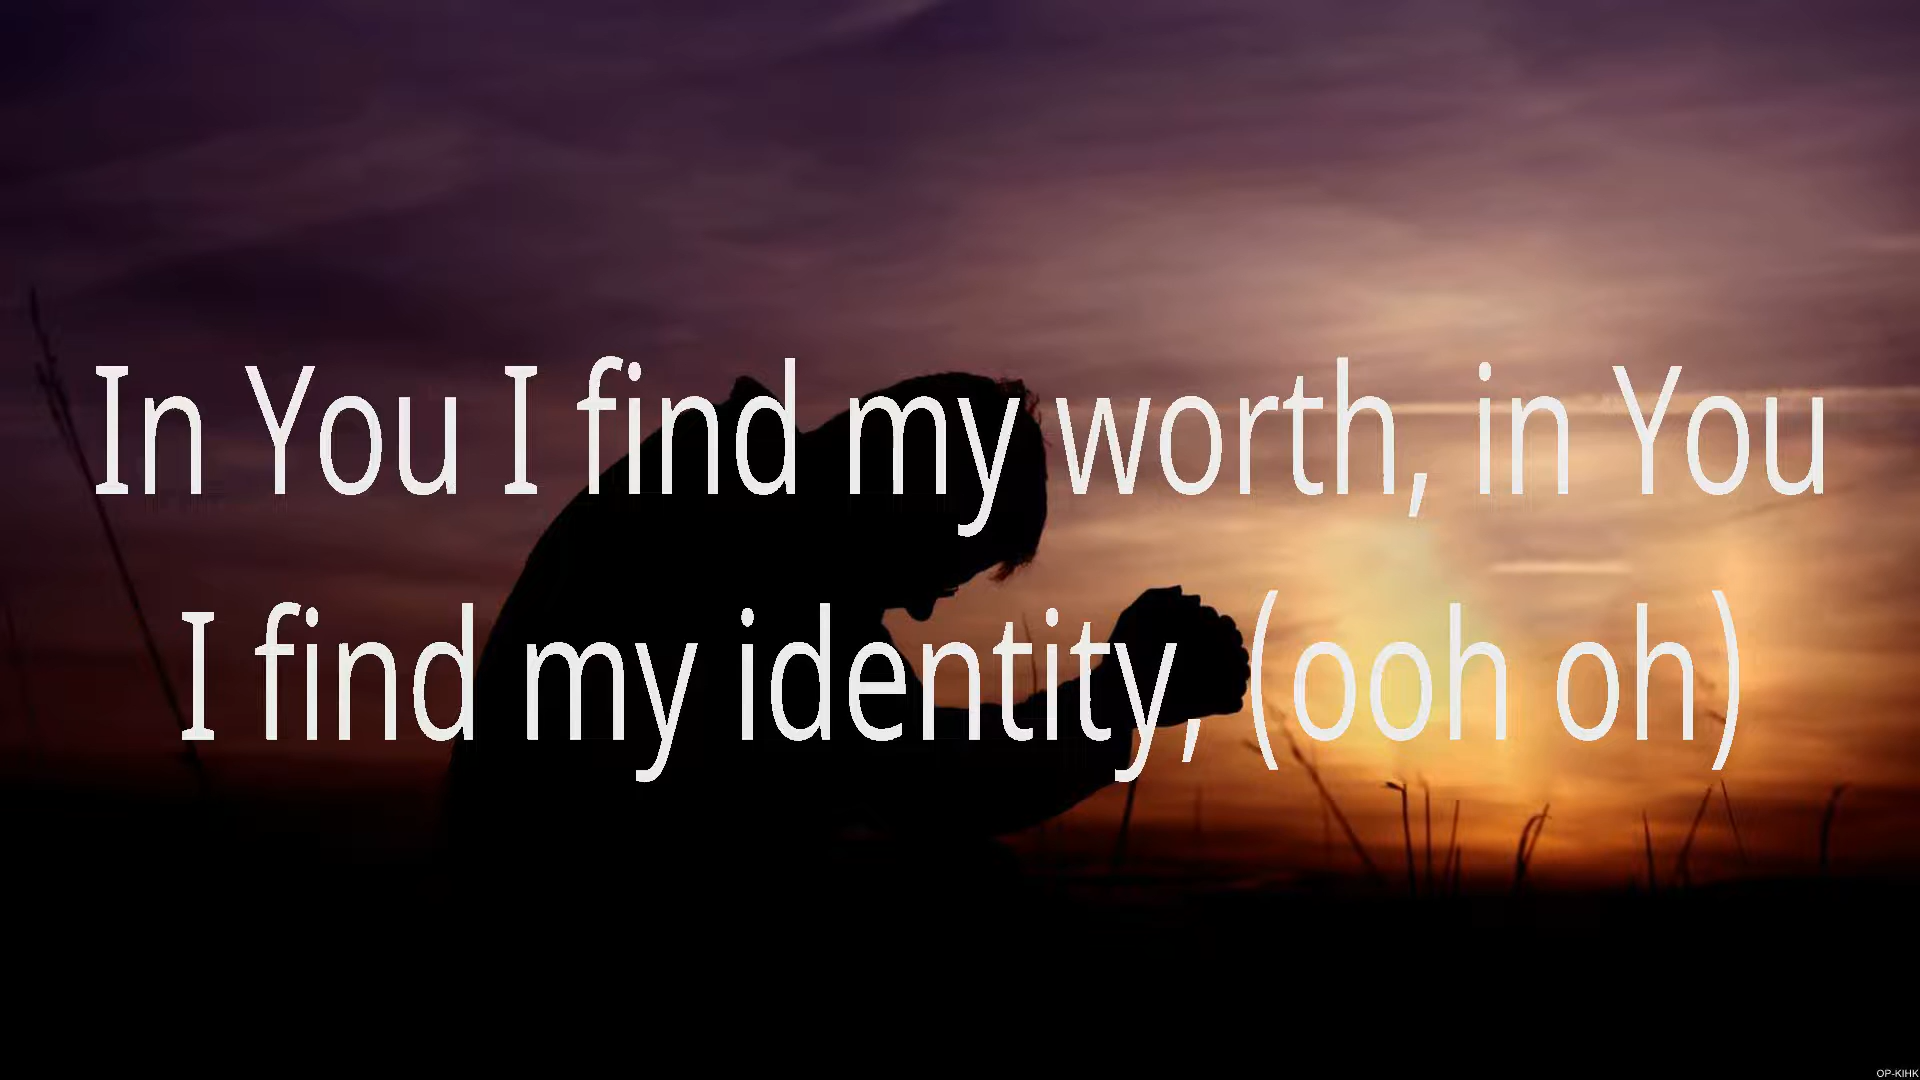 In You I find my worth, in You
I find my identity, (ooh oh)
OP-KIHK